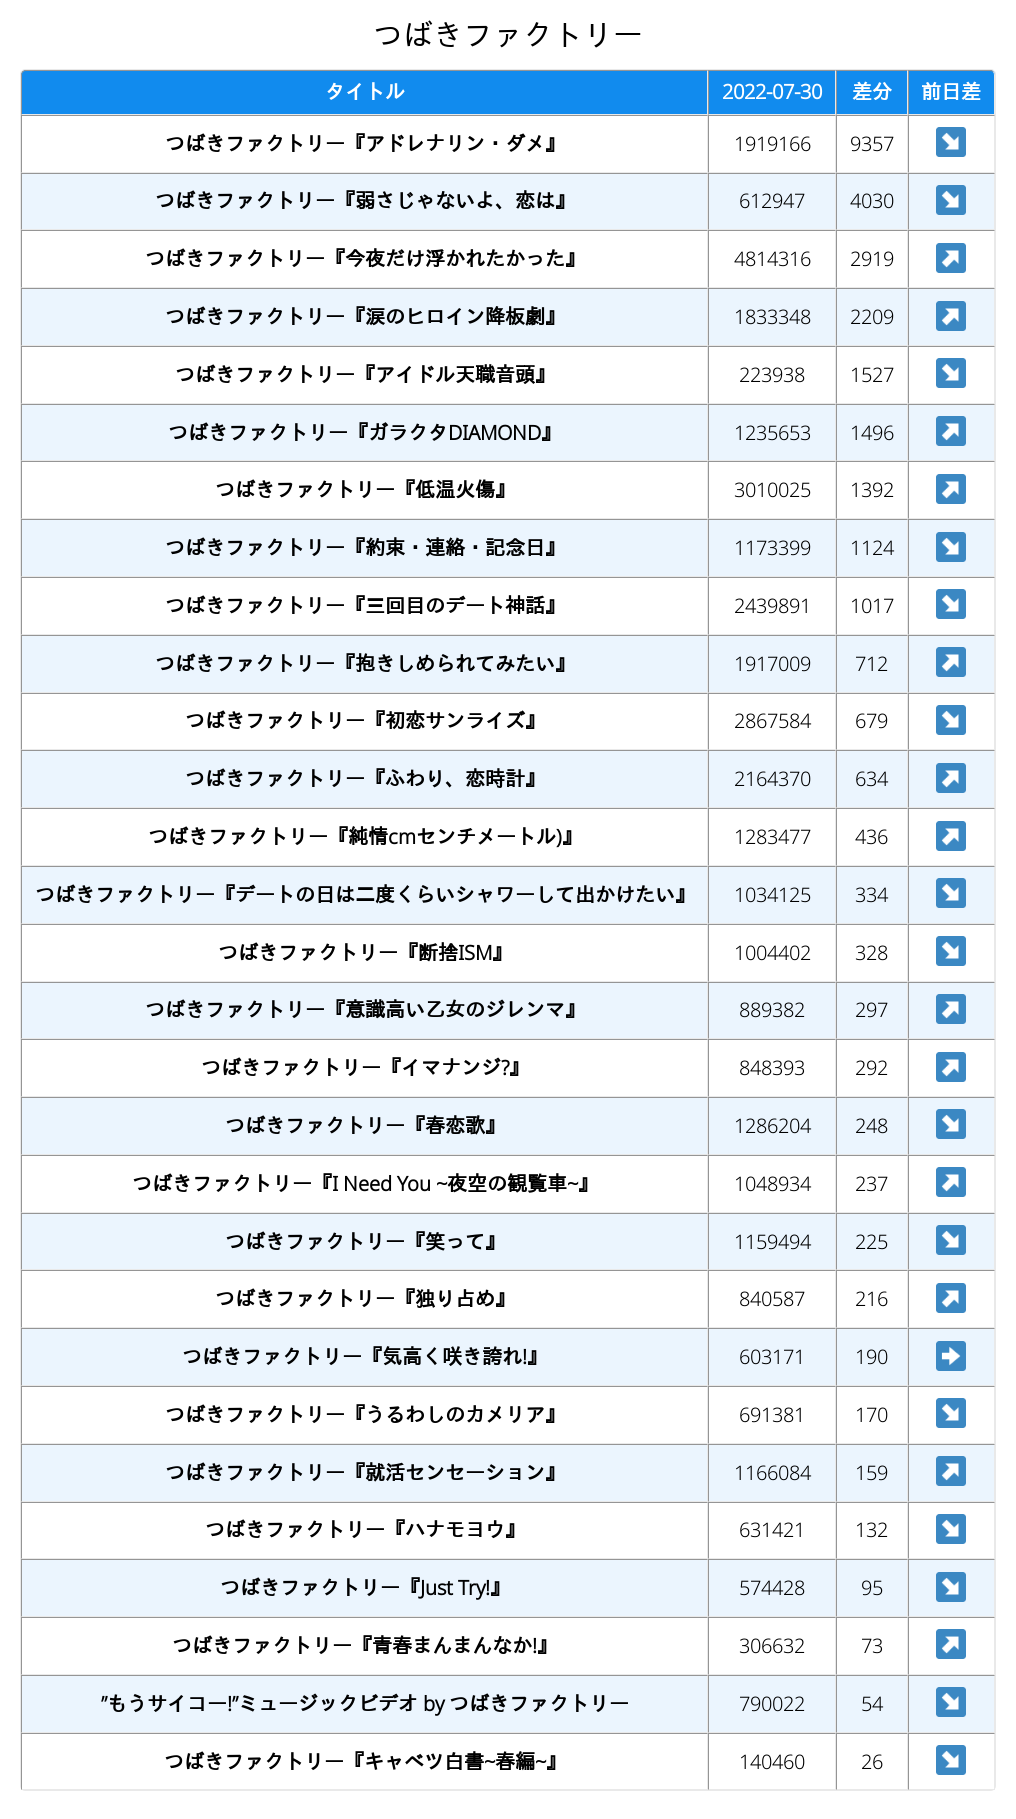 つばきファクトリー
タイトル 2022-07-30 差分 前日差
つばきファクトリー『アドレナリン・ダメ』 1919166 9357 ↘
つばきファクトリー『弱さじゃないよ、恋は』 612947 4030 ↘
つばきファクトリー『今夜だけ浮かれたかった』 4814316 2919 ↗
つばきファクトリー『涙のヒロイン降板劇』 1833348 2209 ↗
つばきファクトリー『アイドル天職音頭』 223938 1527 ↘
つばきファクトリー『ガラクタDIAMOND』 1235653 1496 ↗
つばきファクトリー『低温火傷』 3010025 1392 ↗
つばきファクトリー『約束・連絡・記念日』 1173399 1124 ↘
つばきファクトリー『三回目のデート神話』 2439891 1017 ↘
つばきファクトリー『抱きしめられてみたい』 1917009 712 ↗
つばきファクトリー『初恋サンライズ』 2867584 679 ↘
つばきファクトリー『ふわり、恋時計』 2164370 634 ↗
つばきファクトリー『純情cmセンチメートル)』 1283477 436 ↗
つばきファクトリー『デートの日は二度くらいシャワーして出かけたい』 1034125 334 ↘
つばきファクトリー『断捨ISM』 1004402 328 ↘
つばきファクトリー『意識高い乙女のジレンマ』 889382 297 ↗
つばきファクトリー『イマナンジ?』 848393 292 ↗
つばきファクトリー『春恋歌』 1286204 248 ↘
つばきファクトリー『I Need You ~夜空の観覧車~』 1048934 237 ↗
つばきファクトリー『笑って』 1159494 225 ↘
つばきファクトリー『独り占め』 840587 216 ↗
つばきファクトリー『気高く咲き誇れ!』 603171 190 ➡
つばきファクトリー『うるわしのカメリア』 691381 170 ↘
つばきファクトリー『就活センセーション』 1166084 159 ↗
つばきファクトリー『ハナモヨウ』 631421 132 ↘
つばきファクトリー『Just Try!』 574428 95 ↘
つばきファクトリー『青春まんまんなか!』 306632 73 ↗
”もうサイコー!”ミュージックビデオ by つばきファクトリー 790022 54 ↘
つばきファクトリー『キャベツ白書~春編~』 140460 26 ↘